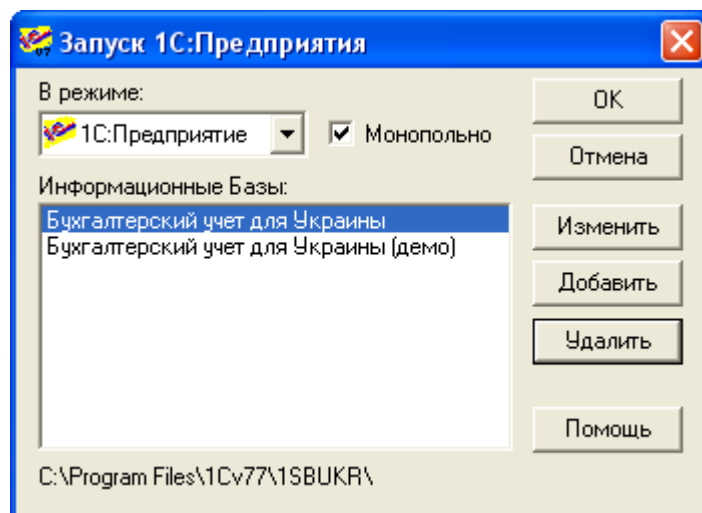 Запуск 1С:Предприятия
В режиме:
1С:Предприятие
Монопольно
Информационные Базы:
Бухгалтерский учет для Украины
Бухгалтерский учет для Украины (демо)
C:\Program Files\1Cv77\1SBUKR\
OK
Отмена
Изменить
Добавить
Удалить
Помощь